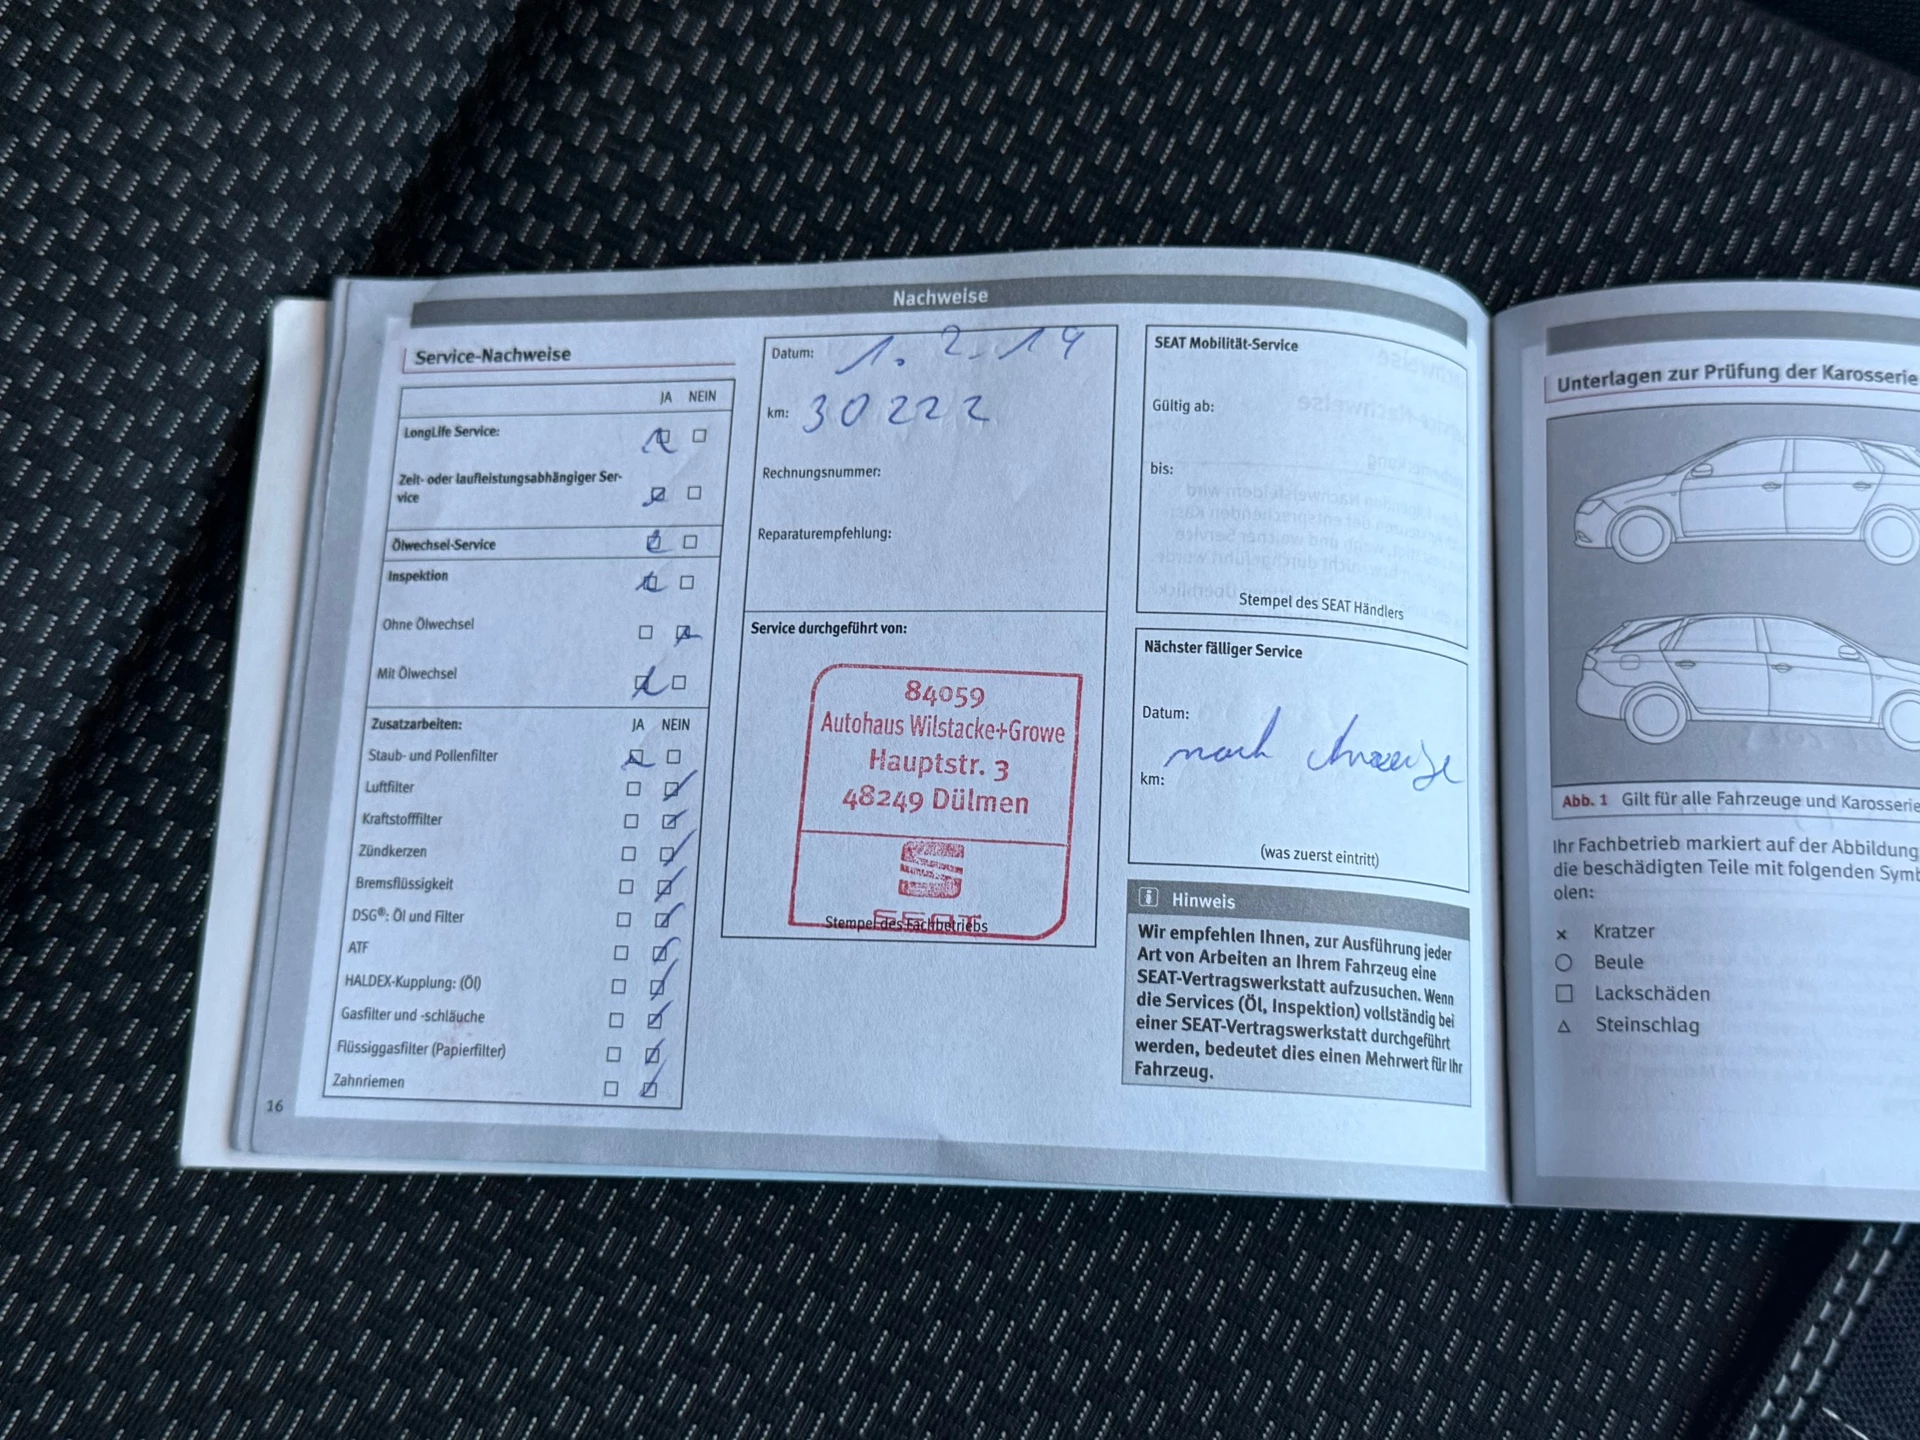 Nachweise
Service-Nachweise
JA NEIN
LongLife Service:
Zeit- oder laufleistungsabhängiger Ser-
vice
Ölwechsel-Service
Inspektion
Ohne Ölwechsel
Mit Ölwechsel
Zusatzarbeiten: JA NEIN
Staub- und Pollenfilter
Luftfilter
Kraftstofffilter
Zündkerzen
Bremsflüssigkeit
DSG®: Öl und Filter
ATF
HALDEX-Kupplung: (Öl)
Gasfilter und -schläuche
Flüssiggasfilter (Papierfilter)
Zahnriemen
16
Datum: 1. 2. 19
km: 30222
Rechnungsnummer:
Reparaturempfehlung:
Service durchgeführt von:
84059
Autohaus Wilstacke+Growe
Hauptstr. 3
48249 Dülmen
SEAT
Stempel des Fachbetriebs
SEAT Mobilität-Service
Gültig ab:
bis:
Stempel des SEAT Händlers
Nächster fälliger Service
Datum:
nach Anzeige
km:
(was zuerst eintritt)
Hinweis
Wir empfehlen Ihnen, zur Ausführung jeder
Art von Arbeiten an Ihrem Fahrzeug eine
SEAT-Vertragswerkstatt aufzusuchen. Wenn
die Services (Öl, Inspektion) vollständig bei
einer SEAT-Vertragswerkstatt durchgeführt
werden, bedeutet dies einen Mehrwert für Ihr
Fahrzeug.
Unterlagen zur Prüfung der Karosserie
Abb. 1 Gilt für alle Fahrzeuge und Karosserie
Ihr Fachbetrieb markiert auf der Abbildung
die beschädigten Teile mit folgenden Symb
olen:
x Kratzer
○ Beule
□ Lackschäden
△ Steinschlag